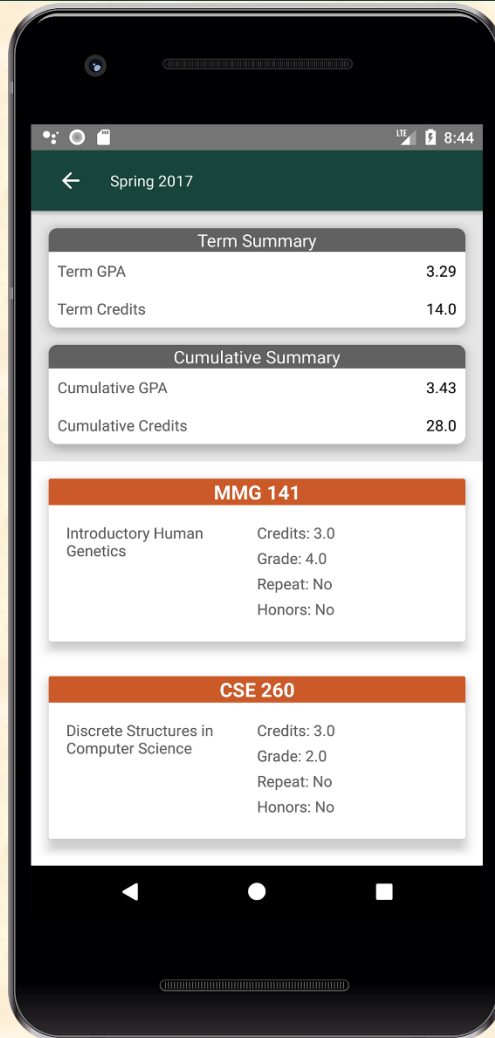 LTE 8:44
Spring 2017
Term Summary
Term GPA 3.29
Term Credits 14.0
Cumulative Summary
Cumulative GPA 3.43
Cumulative Credits 28.0
MMG 141
Introductory Human Credits: 3.0
Genetics Grade: 4.0
Repeat: No
Honors: No
CSE 260
Discrete Structures in Credits: 3.0
Computer Science Grade: 2.0
Repeat: No
Honors: No